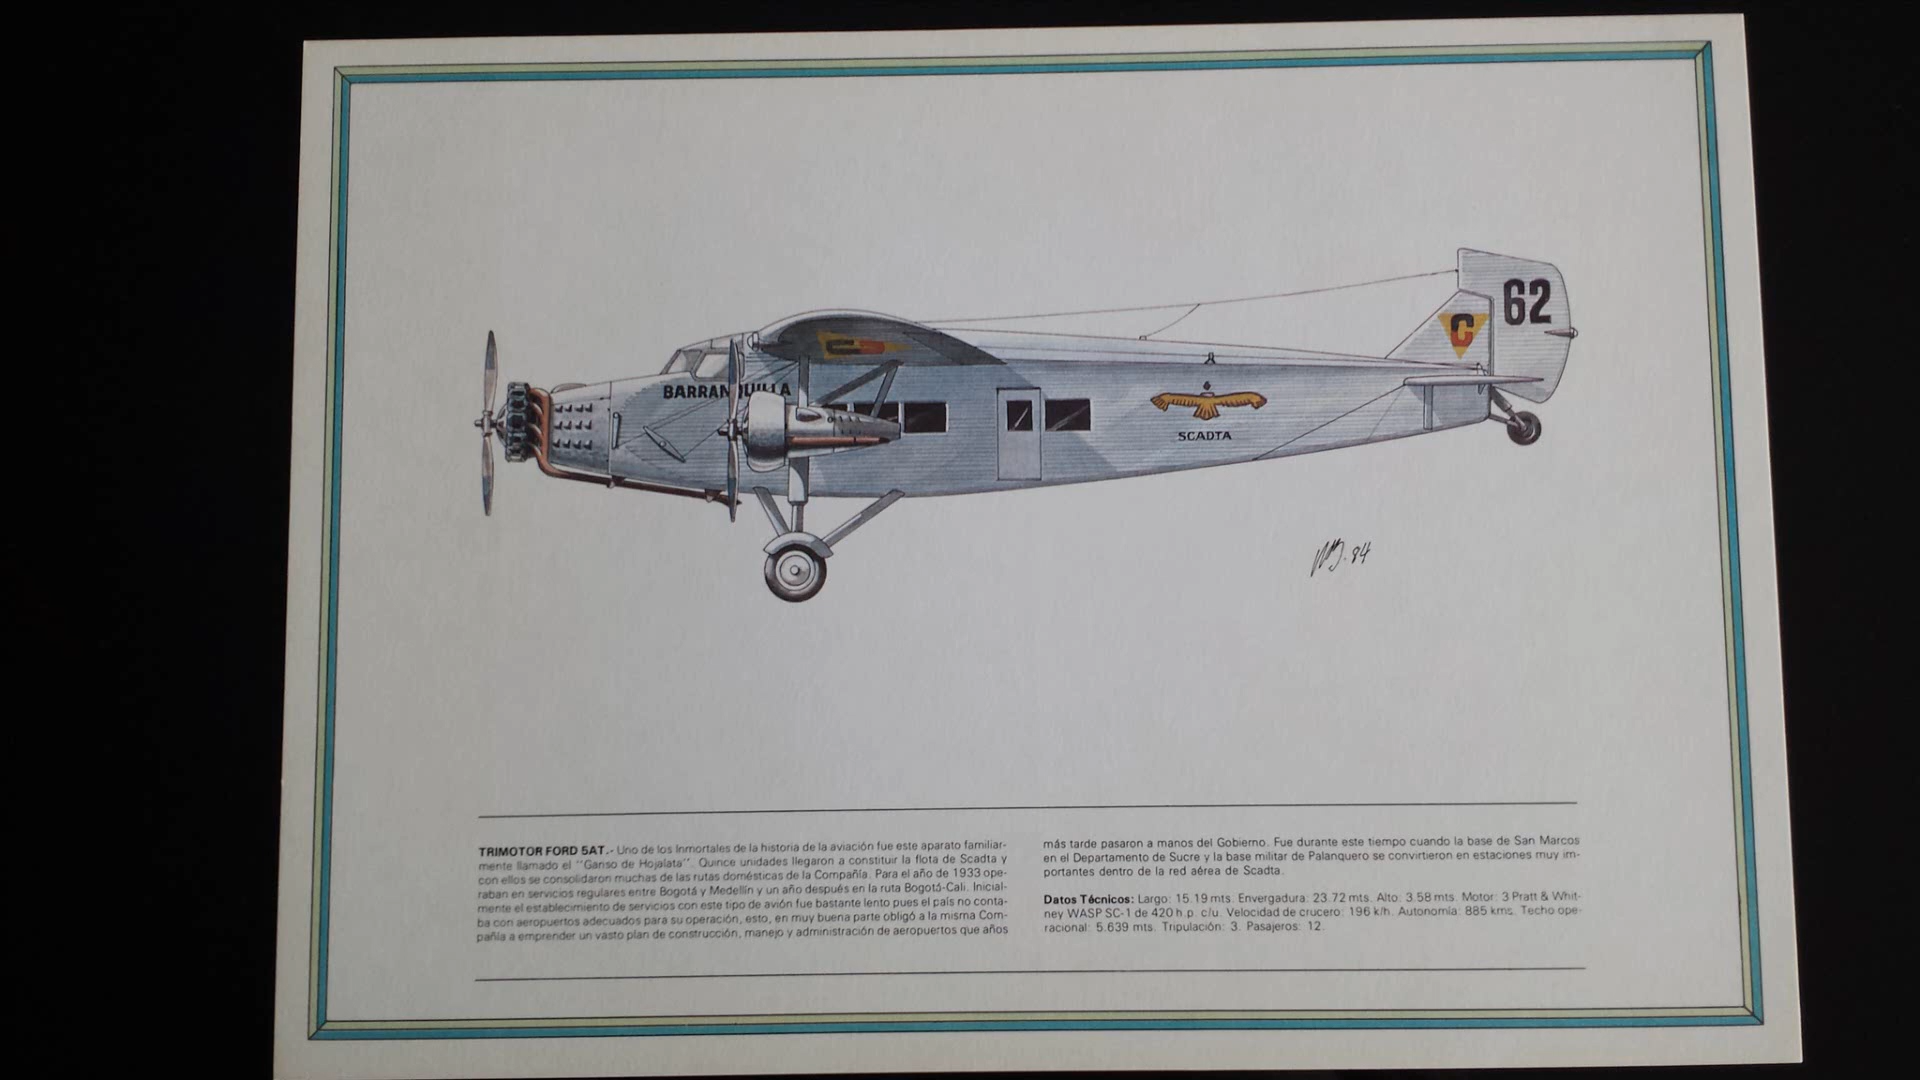 62
C
BARRANQUILLA
SCADTA
84
TRIMOTOR FORD 5AT.- Uno de los Inmortales de la historia de la aviación fue este aparato familiar-
mente llamado el "Ganso de Hojalata". Quince unidades llegaron a constituir la flota de Scadta y
con ellos se consolidaron muchas de las rutas domésticas de la Compañía. Para el año de 1933 ope-
raban en servicios regulares entre Bogotá y Medellín y un año después en la ruta Bogotá-Cali. Inicial-
mente el establecimiento de servicios con este tipo de avión fue bastante lento pues el país no conta-
ba con aeropuertos adecuados para su operación, esto, en muy buena parte obligó a la misma Com-
pañía a emprender un vasto plan de construcción, manejo y administración de aeropuertos que años
más tarde pasaron a manos del Gobierno. Fue durante este tiempo cuando la base de San Marcos
en el Departamento de Sucre y la base militar de Palanquero se convirtieron en estaciones muy im-
portantes dentro de la red aérea de Scadta.
Datos Técnicos: Largo: 15.19 mts. Envergadura: 23.72 mts. Alto: 3.58 mts. Motor: 3 Pratt & Whit-
ney WASP SC-1 de 420 h.p. c/u. Velocidad de crucero: 196 k/h. Autonomía: 885 kms. Techo ope-
racional: 5.639 mts. Tripulación: 3. Pasajeros: 12.